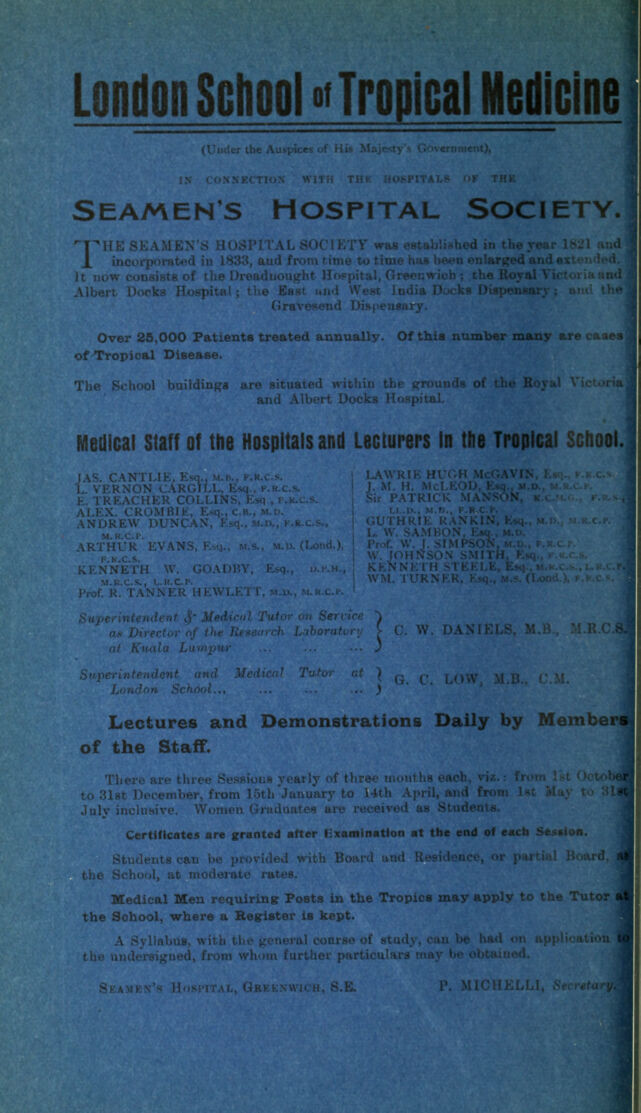 London School of Tropical Medicine
(Under the Auspices of His Majesty's Government),
IN CONNECTION WITH THE HOSPITALS OF THE
SEAMEN'S HOSPITAL SOCIETY.
THE SEAMEN'S HOSPITAL SOCIETY was established in the year 1821 and
incorporated in 1833, and from time to time has been enlarged and extended.
It now consists of the Dreadnought Hospital, Greenwich; the Royal Victoria and
Albert Docks Hospital; the East and West India Docks Dispensary; and the
Gravesend Dispensary.
Over 25,000 Patients treated annually. Of this number many are cases
of Tropical Disease.
The School buildings are situated within the grounds of the Royal Victoria
and Albert Docks Hospital.
Medical Staff of the Hospitals and Lecturers in the Tropical School.
JAS. CANTLIE, Esq., M.B., F.R.C.S.
L. VERNON CARGILL, Esq., F.R.C.S.
E. TREACHER COLLINS, Esq., F.R.C.S.
ALEX. CROMBIE, Esq., C.B., M.D.
ANDREW DUNCAN, Esq., M.D., F.R.C.S.,
M.R.C.P.
ARTHUR EVANS, Esq., M.S., M.D. (Lond.),
F.R.C.S.
KENNETH W. GOADBY, Esq., D.P.H.,
M.R.C.S., L.R.C.P.
Prof. R. TANNER HEWLETT, M.D., M.R.C.P.
LAWRIE HUGH McGAVIN, Esq., F.R.C.S.
J. M. H. McLEOD, Esq., M.D., M.R.C.P.
Sir PATRICK MANSON, K.C.M.G., F.R.S.,
LL.D., M.D., F.R.C.P.
GUTHRIE RANKIN, Esq., M.D., M.R.C.P.
L. W. SAMBON, Esq., M.D.
Prof. W. J. SIMPSON, M.D., F.R.C.P.
W. JOHNSON SMITH, Esq., F.R.C.S.
KENNETH STEELE, Esq., M.R.C.S., L.R.C.P.
WM. TURNER, Esq., M.S. (Lond.), F.R.C.S.
Superintendent & Medical Tutor on Service
as Director of the Research Laboratory
at Kuala Lumpur ... ... ...
C. W. DANIELS, M.B., M.R.C.S.
Superintendent and Medical Tutor at
London School... ... ... ...
G. C. LOW, M.B., C.M.
Lectures and Demonstrations Daily by Members
of the Staff.
There are three Sessions yearly of three months each, viz.: from 1st October
to 31st December, from 15th January to 14th April, and from 1st May to 31st
July inclusive. Women Graduates are received as Students.
Certificates are granted after Examination at the end of each Session.
Students can be provided with Board and Residence, or partial Board, at
the School, at moderate rates.
Medical Men requiring Posts in the Tropics may apply to the Tutor at
the School, where a Register is kept.
A Syllabus, with the general course of study, can be had on application to
the undersigned, from whom further particulars may be obtained.
SEAMEN'S HOSPITAL, GREENWICH, S.E.
P. MICHELLI, Secretary.